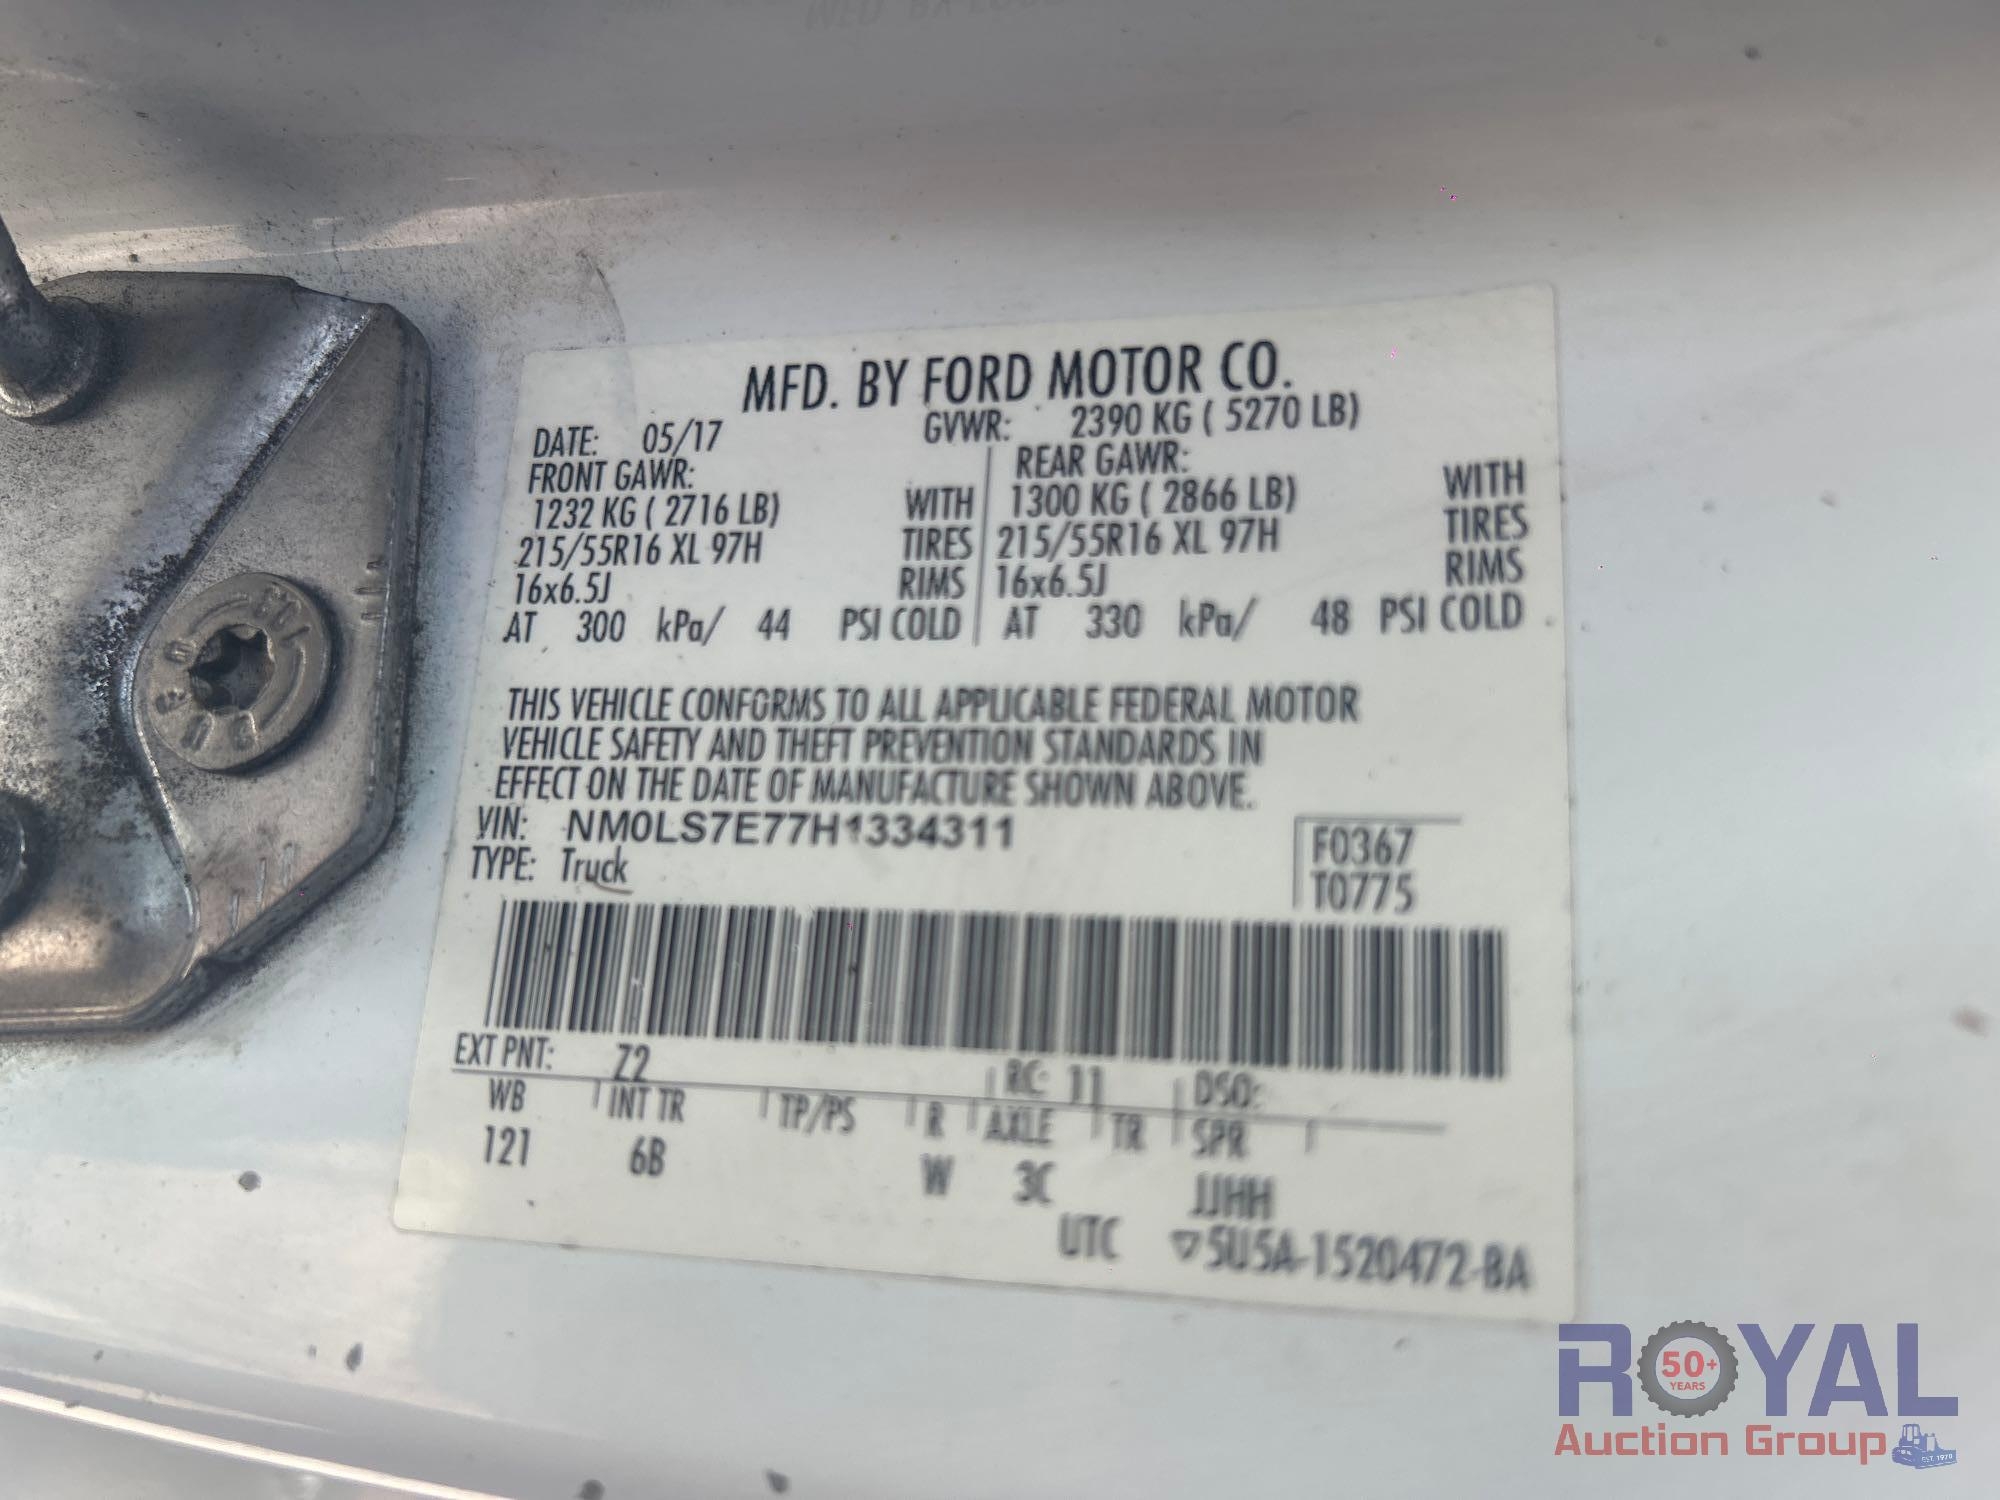 MFD. BY FORD MOTOR CO.
DATE: 05/17 GVWR: 2390 KG ( 5270 LB)
FRONT GAWR: REAR GAWR:
1232 KG ( 2716 LB) WITH 1300 KG ( 2866 LB) WITH
215/55R16 XL 97H TIRES 215/55R16 XL 97H TIRES
16x6.5J RIMS 16x6.5J RIMS
AT 300 kPa/ 44 PSI COLD AT 330 kPa/ 48 PSI COLD
THIS VEHICLE CONFORMS TO ALL APPLICABLE FEDERAL MOTOR
VEHICLE SAFETY AND THEFT PREVENTION STANDARDS IN
EFFECT ON THE DATE OF MANUFACTURE SHOWN ABOVE.
VIN: NM0LS7E77H1334311
TYPE: Truck
F0367
T0775
EXT PNT: Z2 RC: 11 DSO:
WB INT TR TP/PS R AXLE TR SPR
121 6B W 3C JJHH
UTC ▽5U5A-1520472-BA
ROYAL
50+
YEARS
Auction Group
EST. 1970